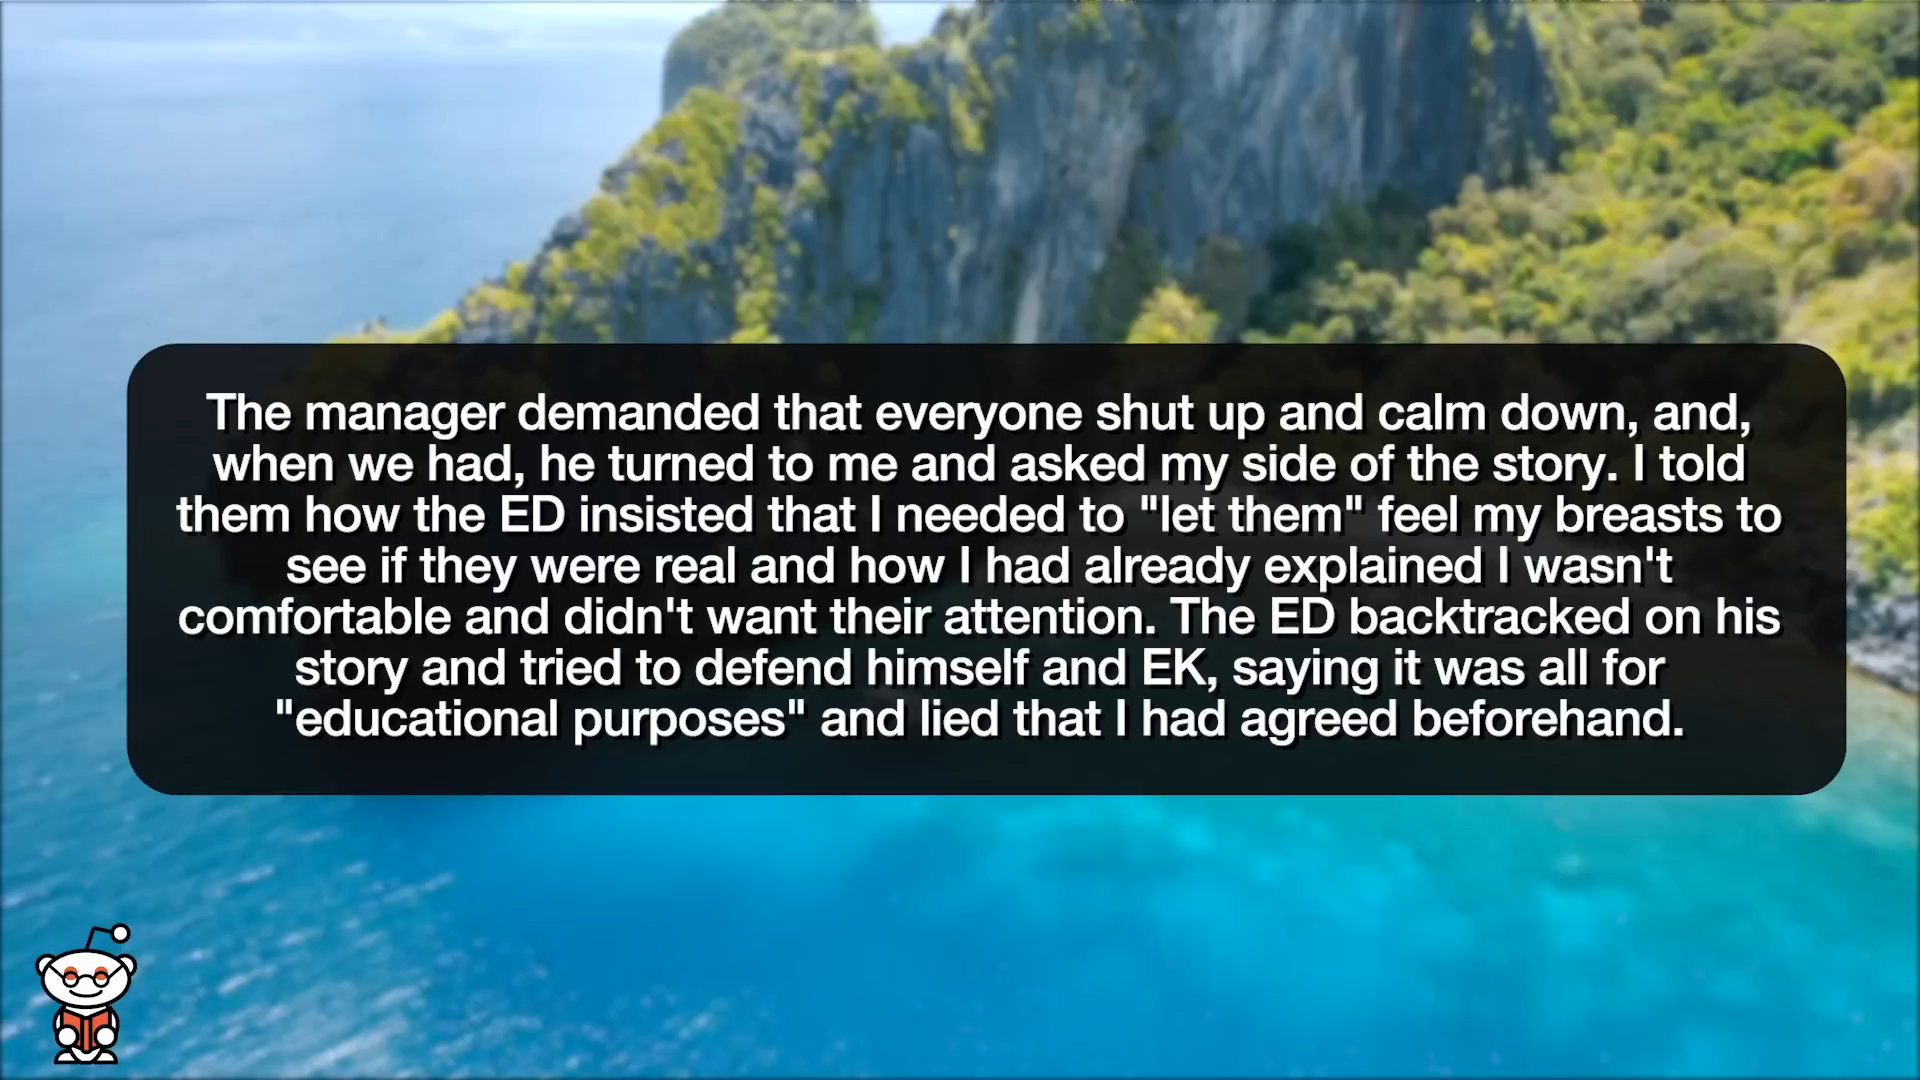 The manager demanded that everyone shut up and calm down, and,
when we had, he turned to me and asked my side of the story. I told
them how the ED insisted that I needed to "let them" feel my breasts to
see if they were real and how I had already explained I wasn't
comfortable and didn't want their attention. The ED backtracked on his
story and tried to defend himself and EK, saying it was all for
"educational purposes" and lied that I had agreed beforehand.